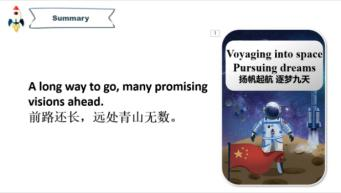 Summary
A long way to go, many promising
visions ahead.
前路还长，远处青山无数。
1
Voyaging into space
Pursuing dreams
扬帆起航 逐梦九天